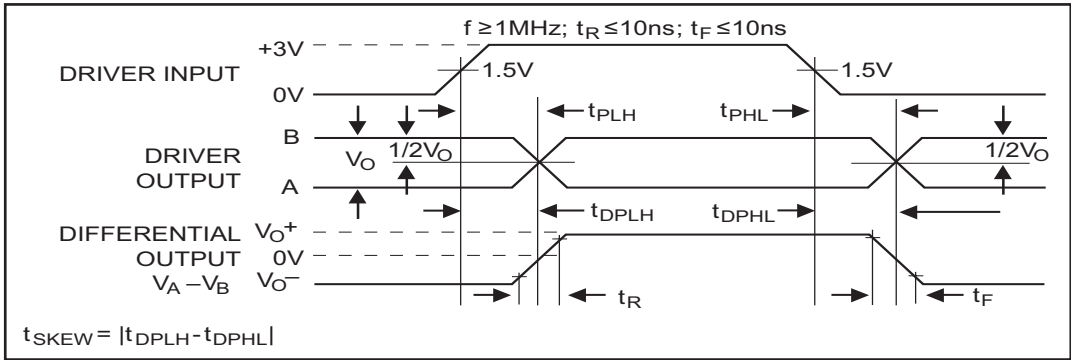 f ≥1MHz; tR ≤10ns; tF ≤10ns
+3V
DRIVER INPUT
1.5V
1.5V
0V
tPLH
tPHL
B
DRIVER
OUTPUT
VO
1/2VO
1/2VO
A
tDPLH
tDPHL
DIFFERENTIAL
OUTPUT
VA –VB
VO+
0V
VO–
tR
tF
tSKEW = |tDPLH-tDPHL|